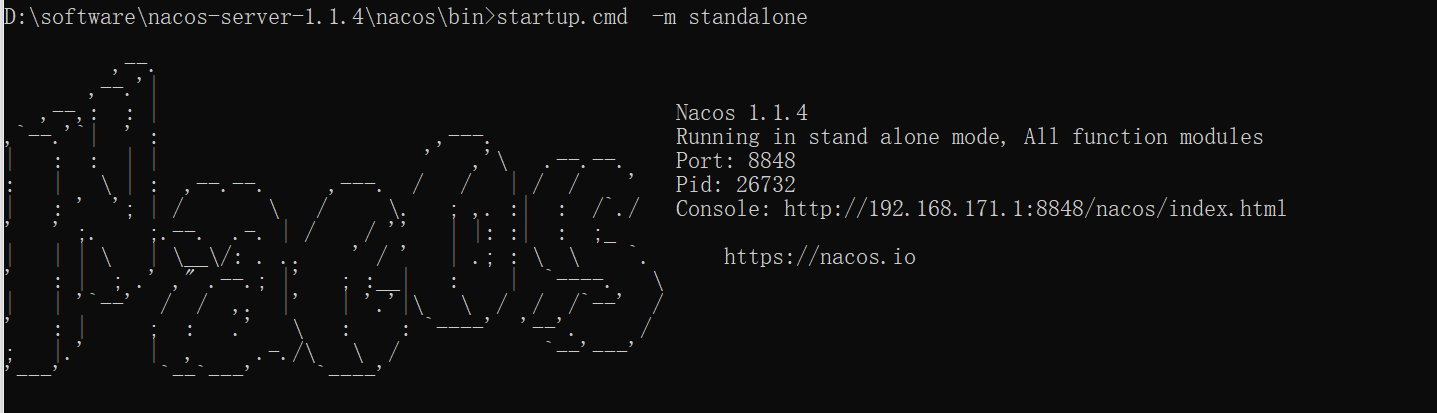 D:\software\nacos-server-1.1.4\nacos\bin>startup.cmd  -m standalone
Nacos 1.1.4
Running in stand alone mode, All function modules
Port: 8848
Pid: 26732
Console: http://192.168.171.1:8848/nacos/index.html
https://nacos.io